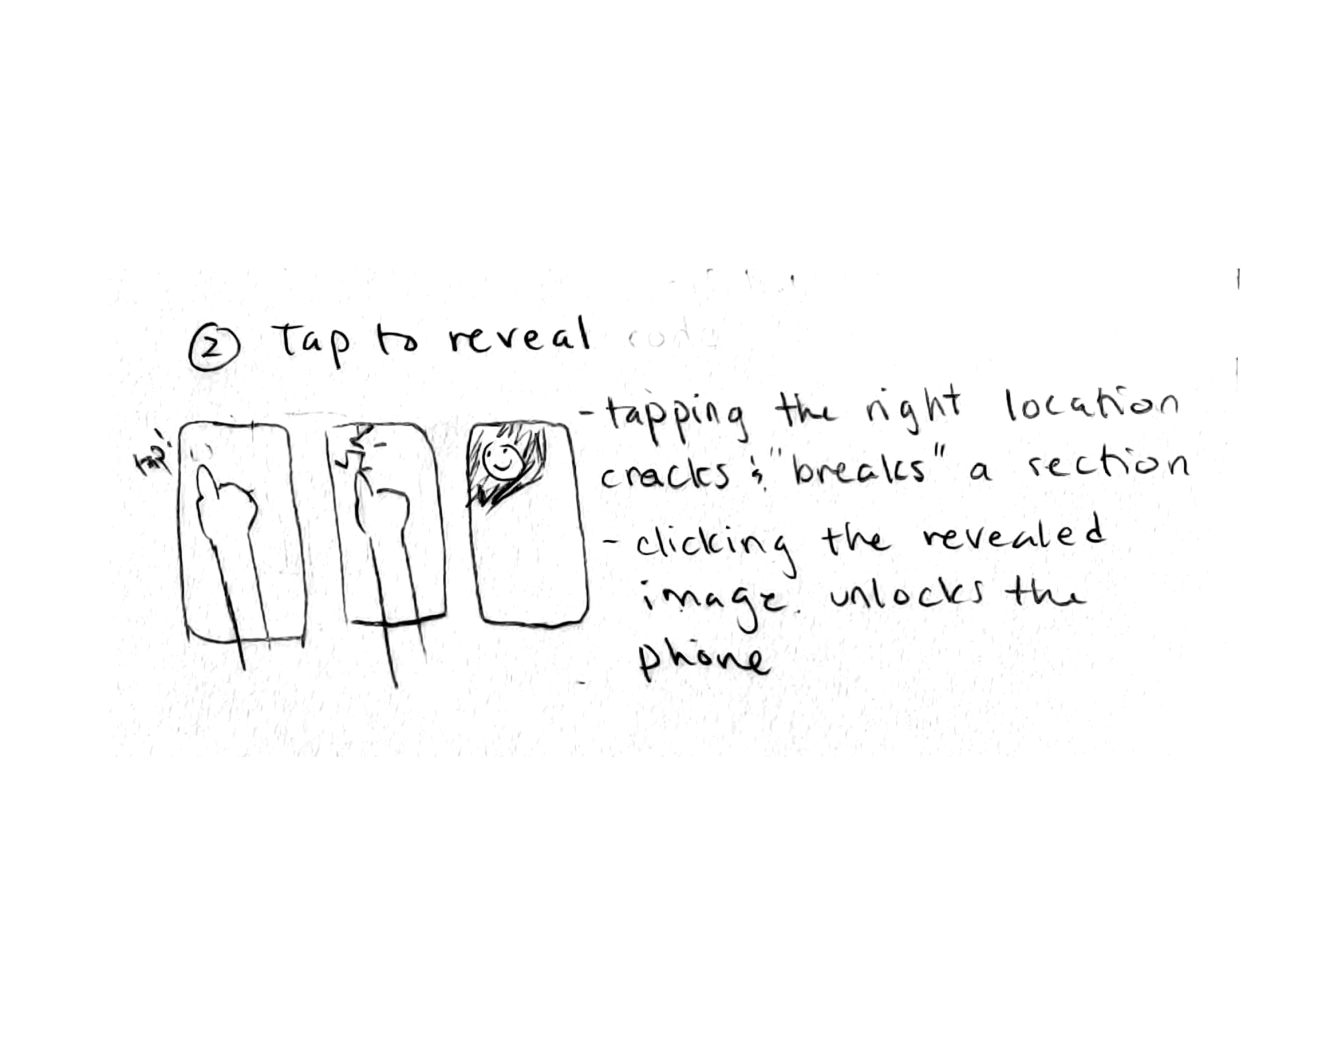 ② Tap to reveal
tap!
- tapping the right location
cracks & "breaks" a section
- clicking the revealed
image unlocks the
phone